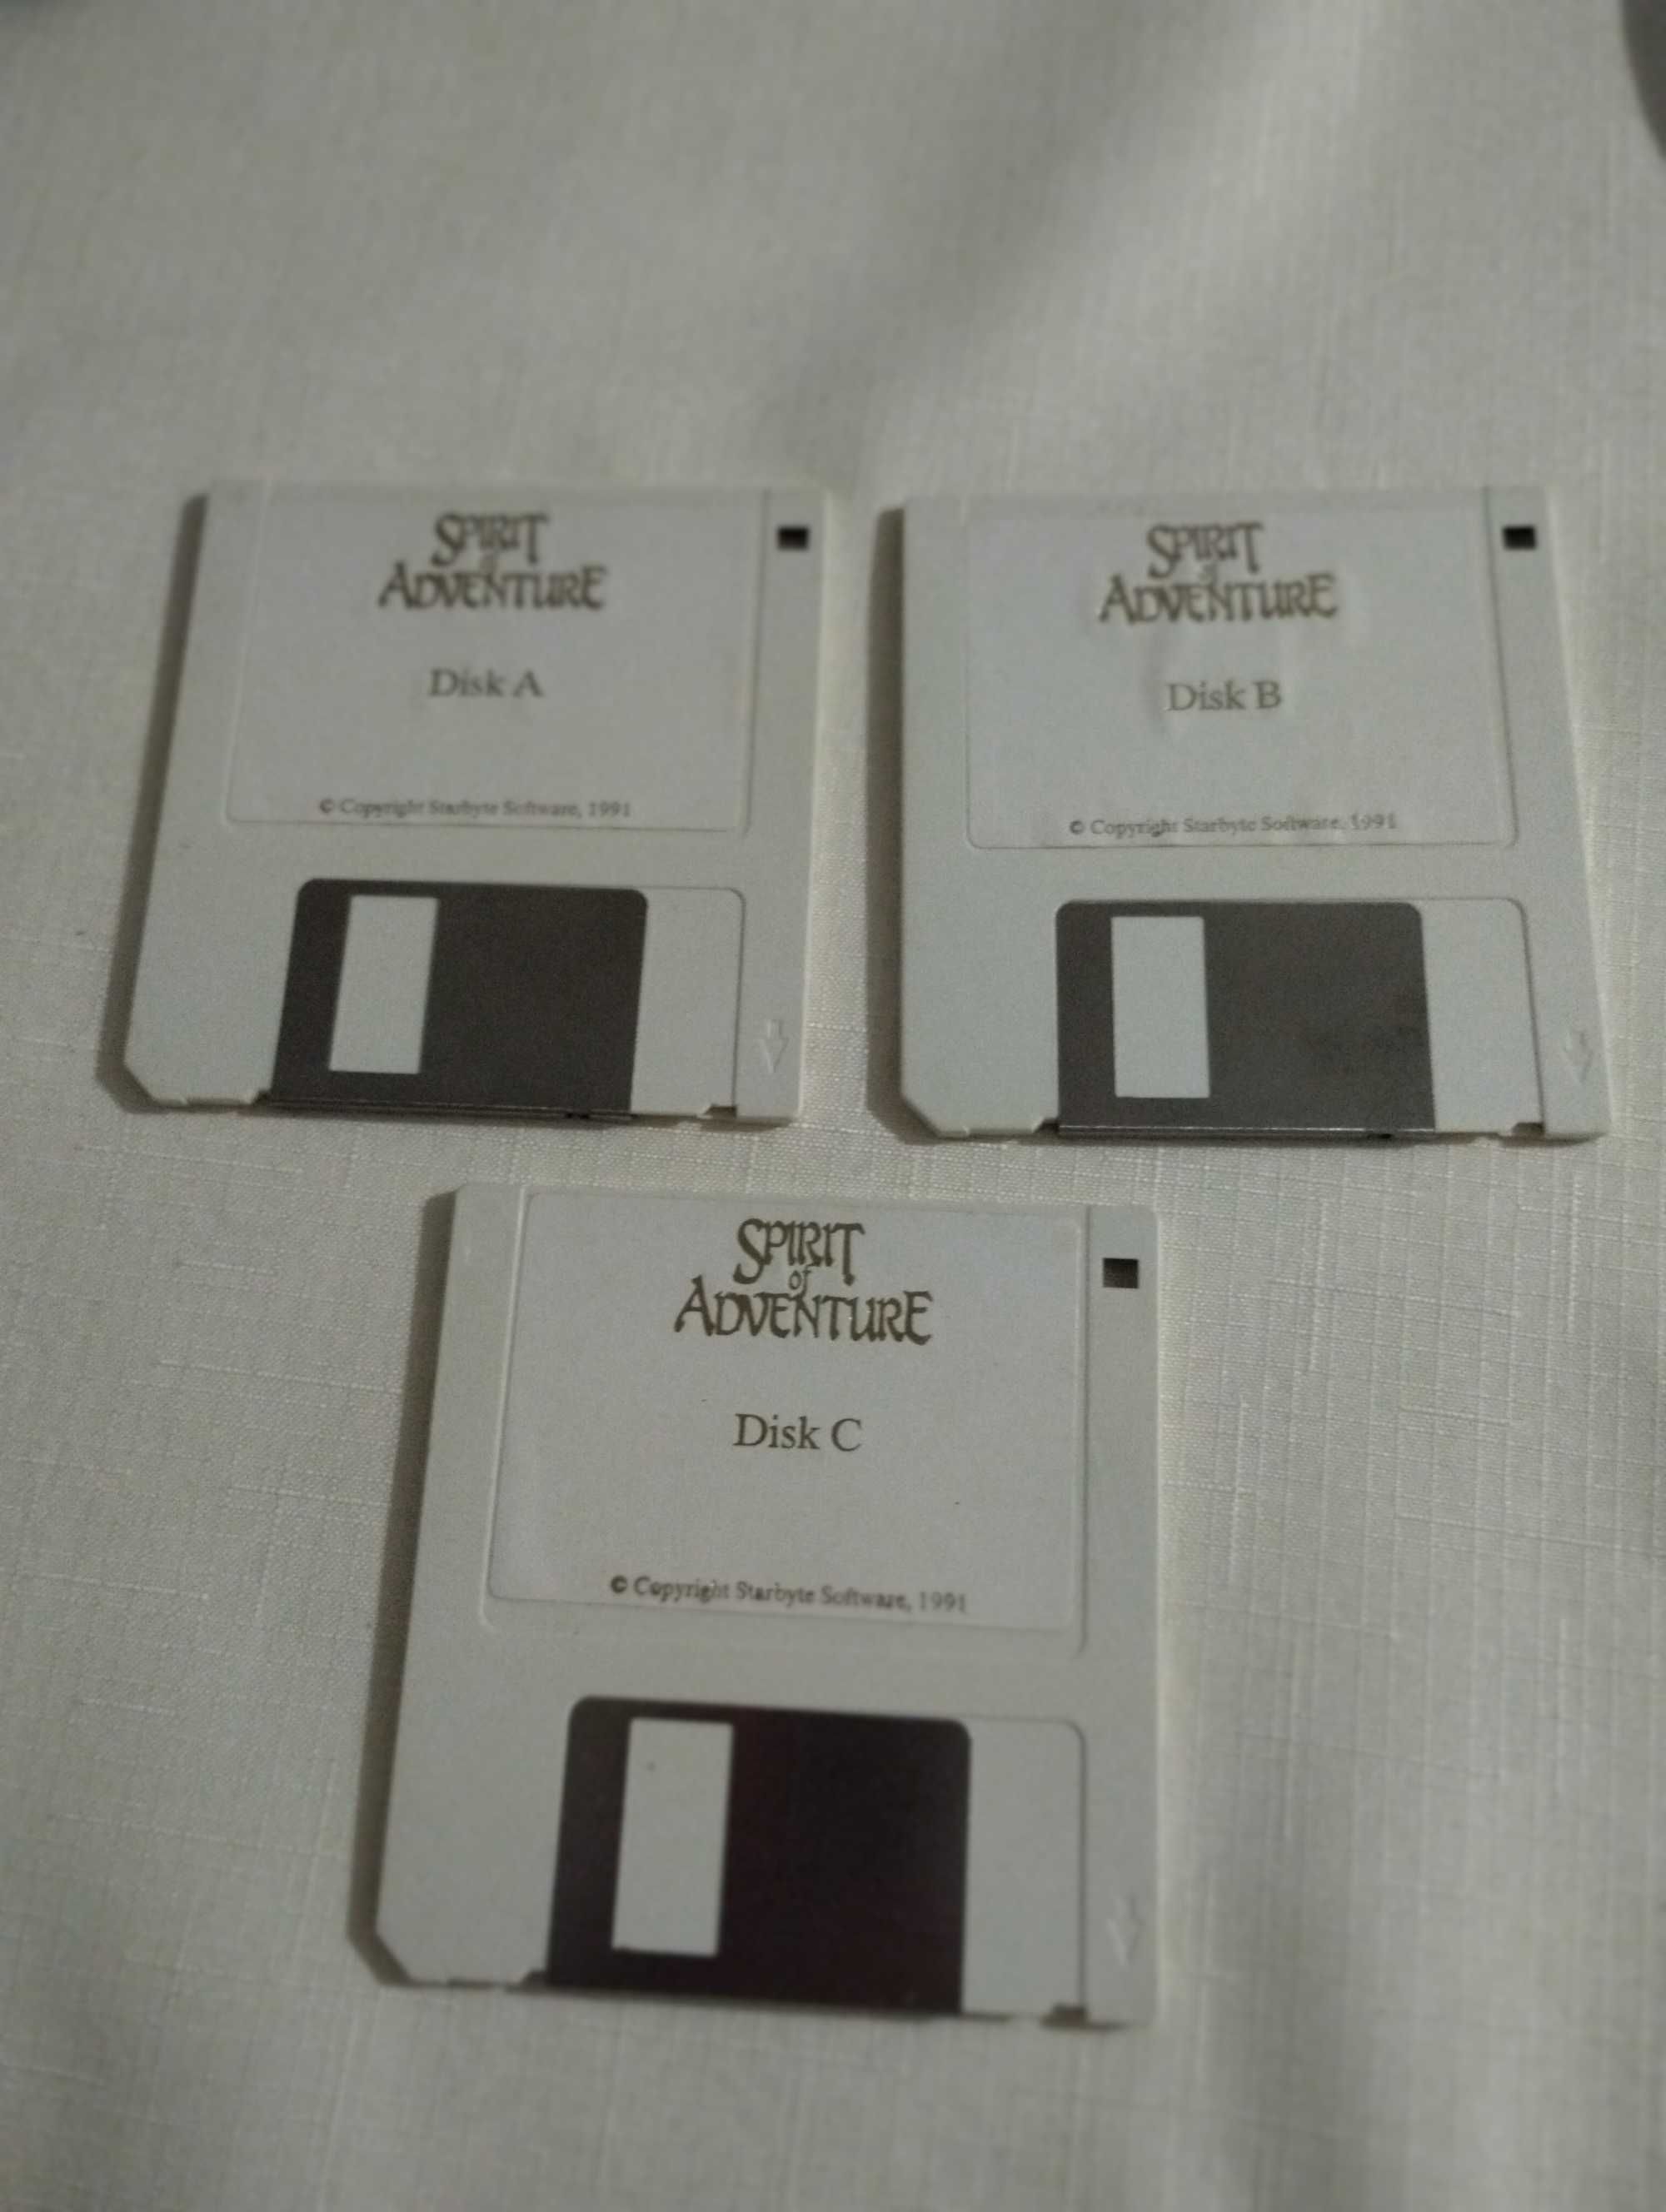 SPIRIT
of
ADVENTURE
Disk A
© Copyright Starbyte Software, 1991
SPIRIT
of
ADVENTURE
Disk B
© Copyright Starbyte Software, 1991
SPIRIT
of
ADVENTURE
Disk C
© Copyright Starbyte Software, 1991